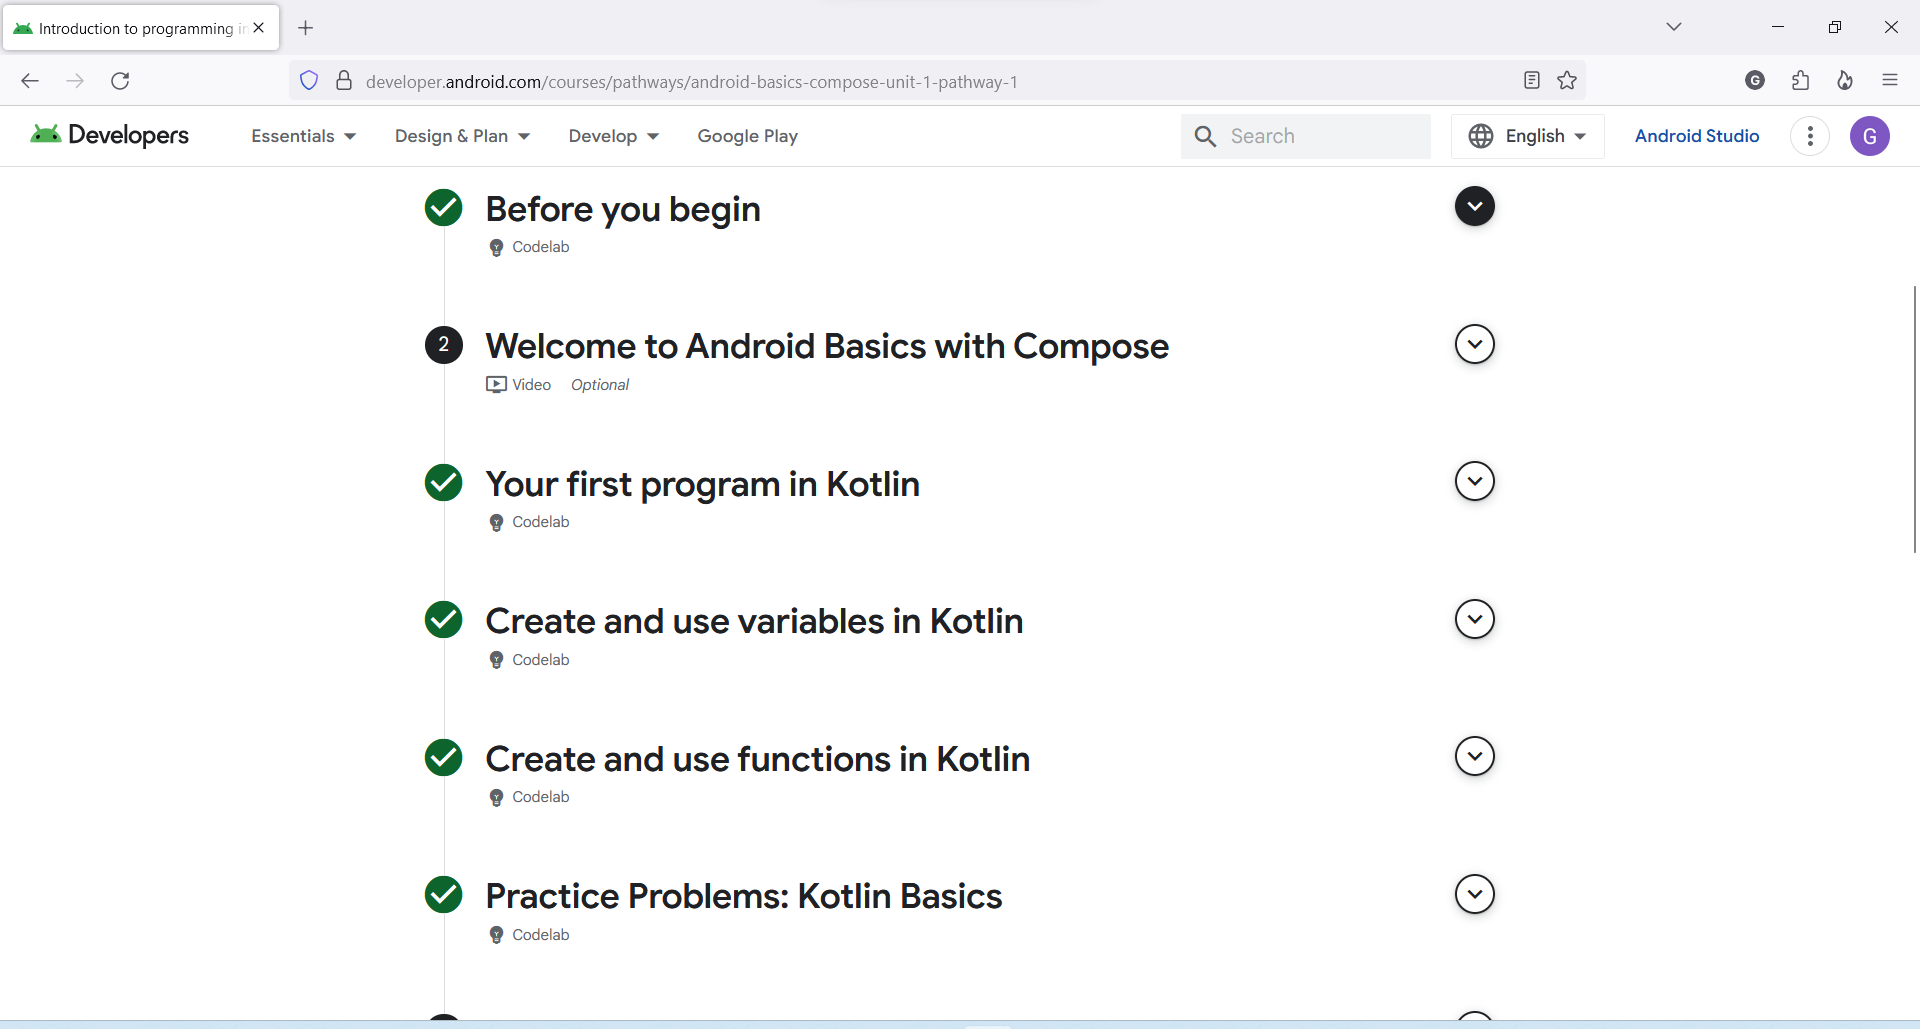 Introduction to programming in
developer.android.com/courses/pathways/android-basics-compose-unit-1-pathway-1
G
Developers
Essentials
Design & Plan
Develop
Google Play
Search
English
Android Studio
G
Before you begin
Codelab
2
Welcome to Android Basics with Compose
Video
Optional
Your first program in Kotlin
Codelab
Create and use variables in Kotlin
Codelab
Create and use functions in Kotlin
Codelab
Practice Problems: Kotlin Basics
Codelab